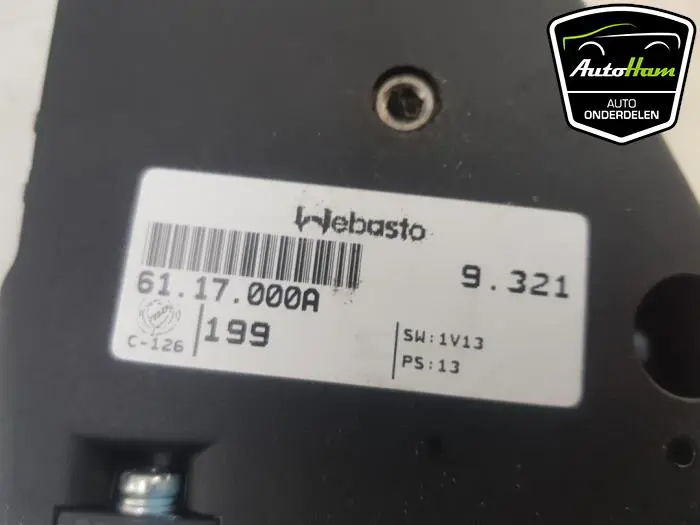 AutoHam
AUTO
ONDERDELEN
Webasto
61.17.000A
9.321
199
C-126
SW:1V13
PS:13